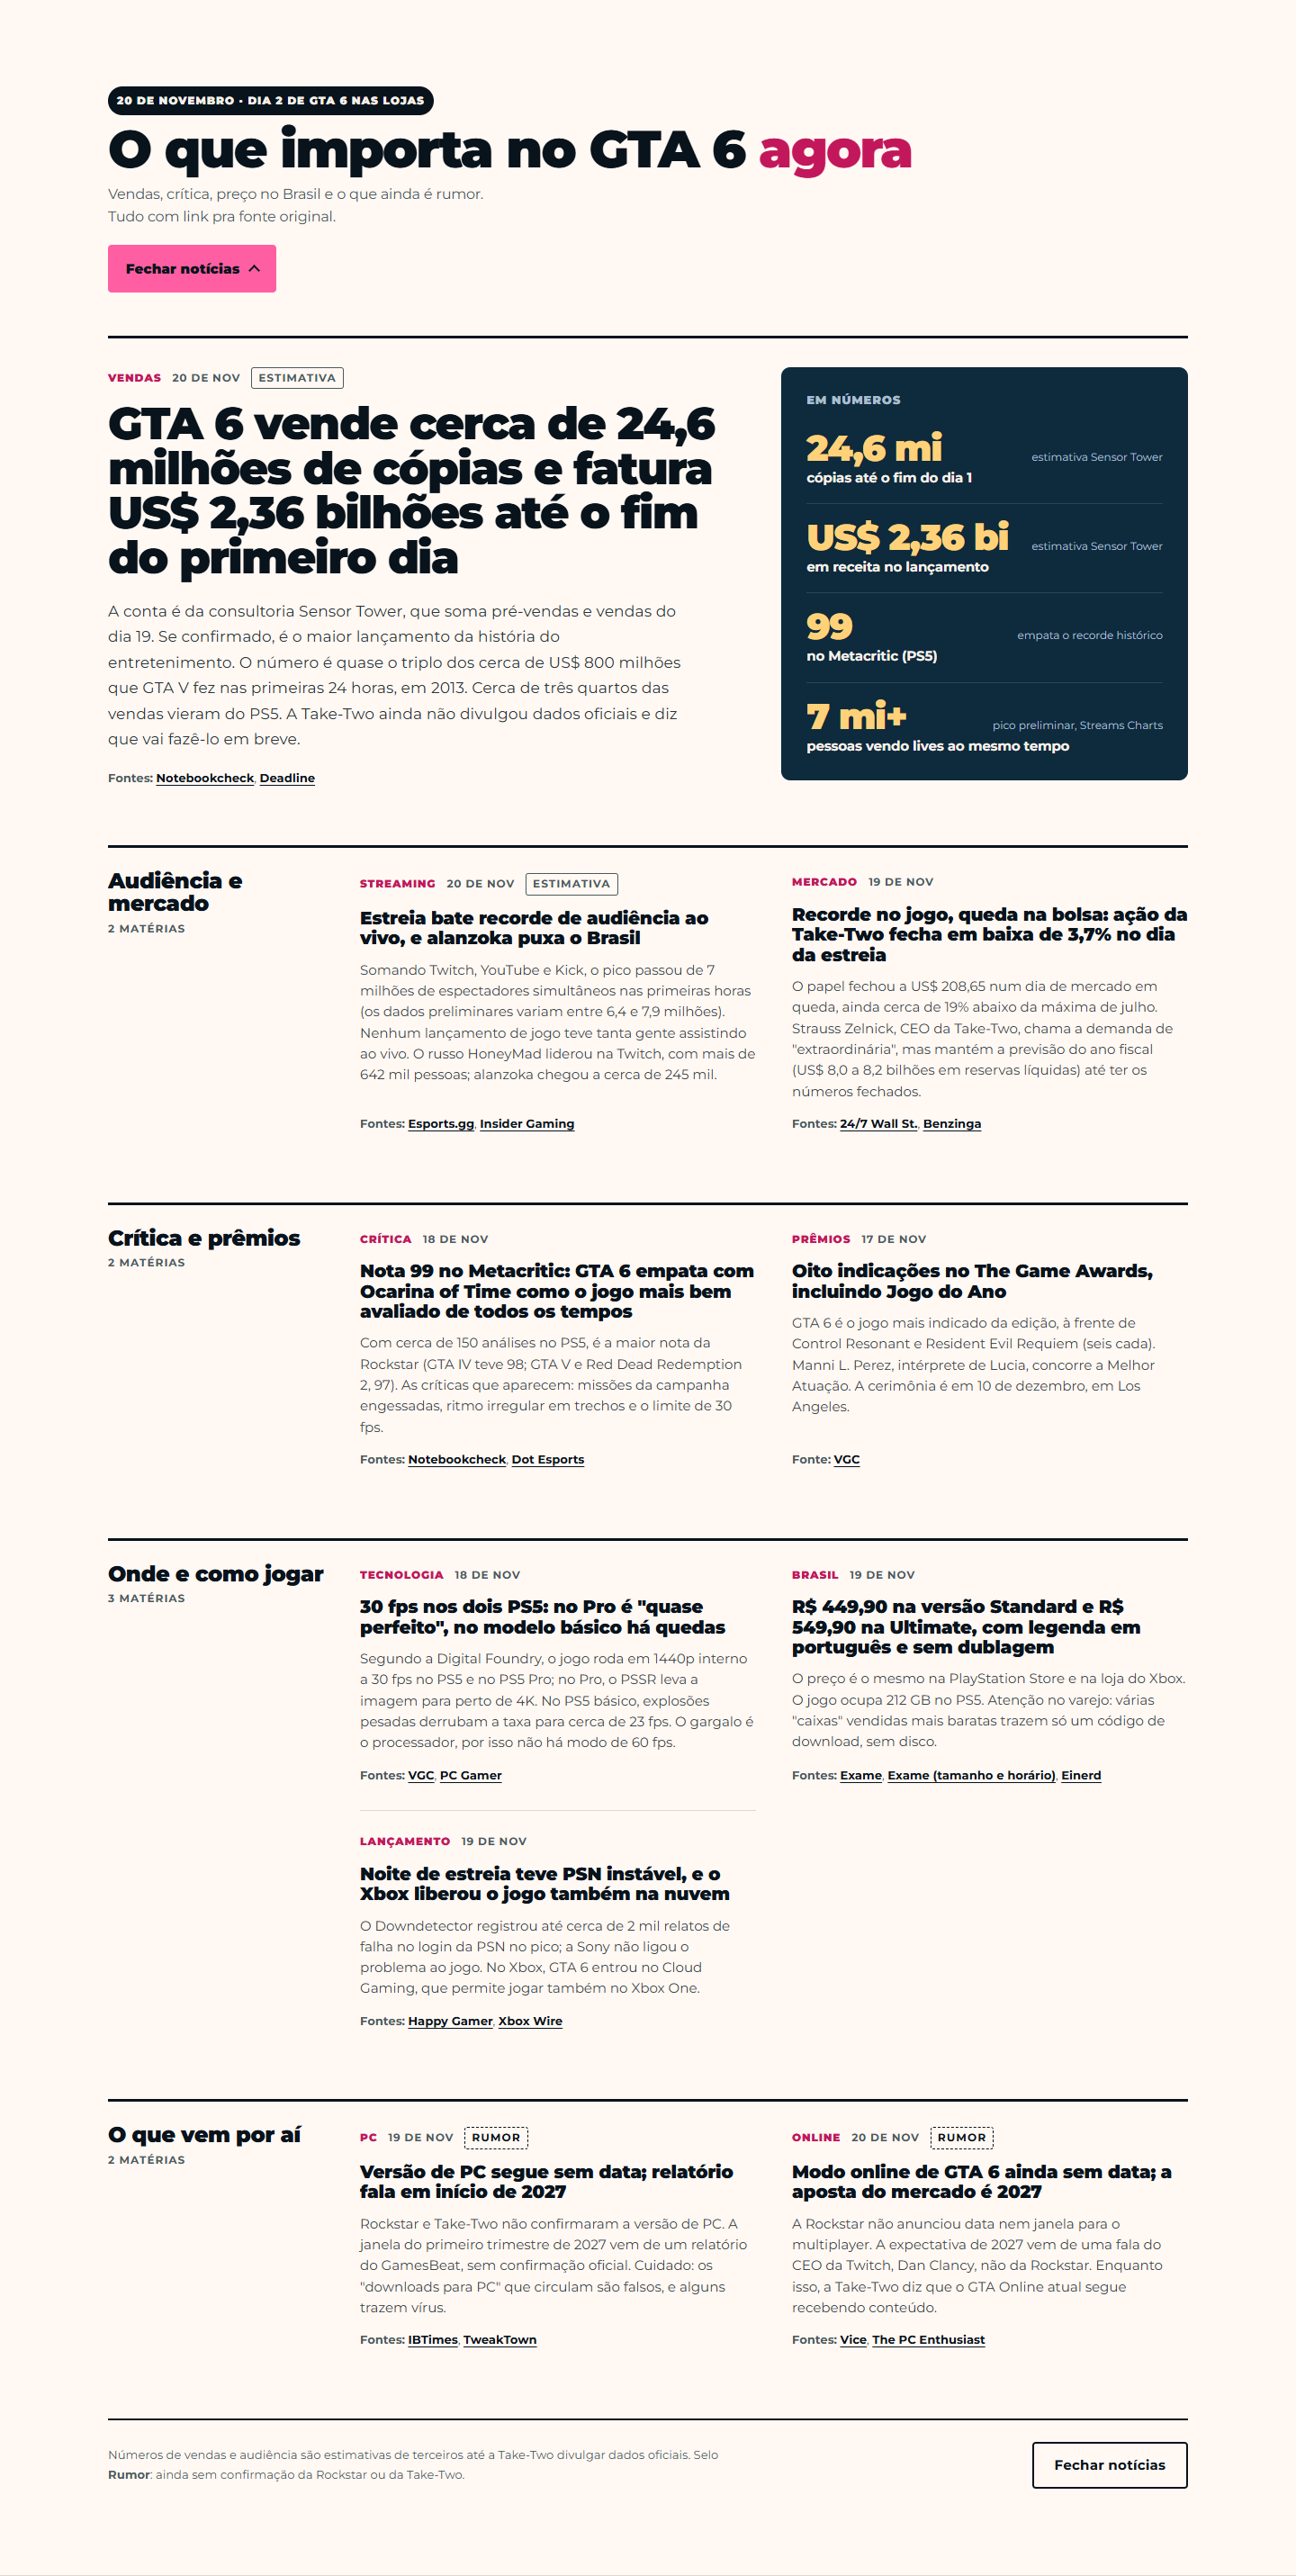 20 DE NOVEMBRO · DIA 2 DE GTA 6 NAS LOJAS
O que importa no GTA 6 agora
Vendas, crítica, preço no Brasil e o que ainda é rumor.
Tudo com link pra fonte original.
Fechar notícias
VENDAS 20 DE NOV ESTIMATIVA
GTA 6 vende cerca de 24,6
milhões de cópias e fatura
US$ 2,36 bilhões até o fim
do primeiro dia
A conta é da consultoria Sensor Tower, que soma pré-vendas e vendas do
dia 19. Se confirmado, é o maior lançamento da história do
entretenimento. O número é quase o triplo dos cerca de US$ 800 milhões
que GTA V fez nas primeiras 24 horas, em 2013. Cerca de três quartos das
vendas vieram do PS5. A Take-Two ainda não divulgou dados oficiais e diz
que vai fazê-lo em breve.
Fontes: Notebookcheck, Deadline
EM NÚMEROS
24,6 mi
estimativa Sensor Tower
cópias até o fim do dia 1
US$ 2,36 bi
estimativa Sensor Tower
em receita no lançamento
99
empata o recorde histórico
no Metacritic (PS5)
7 mi+
pico preliminar, Streams Charts
pessoas vendo lives ao mesmo tempo
Audiência e
mercado
2 MATÉRIAS
STREAMING 20 DE NOV ESTIMATIVA
Estreia bate recorde de audiência ao
vivo, e alanzoka puxa o Brasil
Somando Twitch, YouTube e Kick, o pico passou de 7
milhões de espectadores simultâneos nas primeiras horas
(os dados preliminares variam entre 6,4 e 7,9 milhões).
Nenhum lançamento de jogo teve tanta gente assistindo
ao vivo. O russo HoneyMad liderou na Twitch, com mais de
642 mil pessoas; alanzoka chegou a cerca de 245 mil.
Fontes: Esports.gg, Insider Gaming
MERCADO 19 DE NOV
Recorde no jogo, queda na bolsa: ação da
Take-Two fecha em baixa de 3,7% no dia
da estreia
O papel fechou a US$ 208,65 num dia de mercado em
queda, ainda cerca de 19% abaixo da máxima de julho.
Strauss Zelnick, CEO da Take-Two, chama a demanda de
"extraordinária", mas mantém a previsão do ano fiscal
(US$ 8,0 a 8,2 bilhões em reservas líquidas) até ter os
números fechados.
Fontes: 24/7 Wall St., Benzinga
Crítica e prêmios
2 MATÉRIAS
CRÍTICA 18 DE NOV
Nota 99 no Metacritic: GTA 6 empata com
Ocarina of Time como o jogo mais bem
avaliado de todos os tempos
Com cerca de 150 análises no PS5, é a maior nota da
Rockstar (GTA IV teve 98; GTA V e Red Dead Redemption
2, 97). As críticas que aparecem: missões da campanha
engessadas, ritmo irregular em trechos e o limite de 30
fps.
Fontes: Notebookcheck, Dot Esports
PRÊMIOS 17 DE NOV
Oito indicações no The Game Awards,
incluindo Jogo do Ano
GTA 6 é o jogo mais indicado da edição, à frente de
Control Resonant e Resident Evil Requiem (seis cada).
Manni L. Perez, intérprete de Lucia, concorre a Melhor
Atuação. A cerimônia é em 10 de dezembro, em Los
Angeles.
Fonte: VGC
Onde e como jogar
3 MATÉRIAS
TECNOLOGIA 18 DE NOV
30 fps nos dois PS5: no Pro é "quase
perfeito", no modelo básico há quedas
Segundo a Digital Foundry, o jogo roda em 1440p interno
a 30 fps no PS5 e no PS5 Pro; no Pro, o PSSR leva a
imagem para perto de 4K. No PS5 básico, explosões
pesadas derrubam a taxa para cerca de 23 fps. O gargalo é
o processador, por isso não há modo de 60 fps.
Fontes: VGC, PC Gamer
BRASIL 19 DE NOV
R$ 449,90 na versão Standard e R$
549,90 na Ultimate, com legenda em
português e sem dublagem
O preço é o mesmo na PlayStation Store e na loja do Xbox.
O jogo ocupa 212 GB no PS5. Atenção no varejo: várias
"caixas" vendidas mais baratas trazem só um código de
download, sem disco.
Fontes: Exame, Exame (tamanho e horário), Einerd
LANÇAMENTO 19 DE NOV
Noite de estreia teve PSN instável, e o
Xbox liberou o jogo também na nuvem
O Downdetector registrou até cerca de 2 mil relatos de
falha no login da PSN no pico; a Sony não ligou o
problema ao jogo. No Xbox, GTA 6 entrou no Cloud
Gaming, que permite jogar também no Xbox One.
Fontes: Happy Gamer, Xbox Wire
O que vem por aí
2 MATÉRIAS
PC 19 DE NOV RUMOR
Versão de PC segue sem data; relatório
fala em início de 2027
Rockstar e Take-Two não confirmaram a versão de PC. A
janela do primeiro trimestre de 2027 vem de um relatório
do GamesBeat, sem confirmação oficial. Cuidado: os
"downloads para PC" que circulam são falsos, e alguns
trazem vírus.
Fontes: IBTimes, TweakTown
ONLINE 20 DE NOV RUMOR
Modo online de GTA 6 ainda sem data; a
aposta do mercado é 2027
A Rockstar não anunciou data nem janela para o
multiplayer. A expectativa de 2027 vem de uma fala do
CEO da Twitch, Dan Clancy, não da Rockstar. Enquanto
isso, a Take-Two diz que o GTA Online atual segue
recebendo conteúdo.
Fontes: Vice, The PC Enthusiast
Números de vendas e audiência são estimativas de terceiros até a Take-Two divulgar dados oficiais. Selo
Rumor: ainda sem confirmação da Rockstar ou da Take-Two.
Fechar notícias